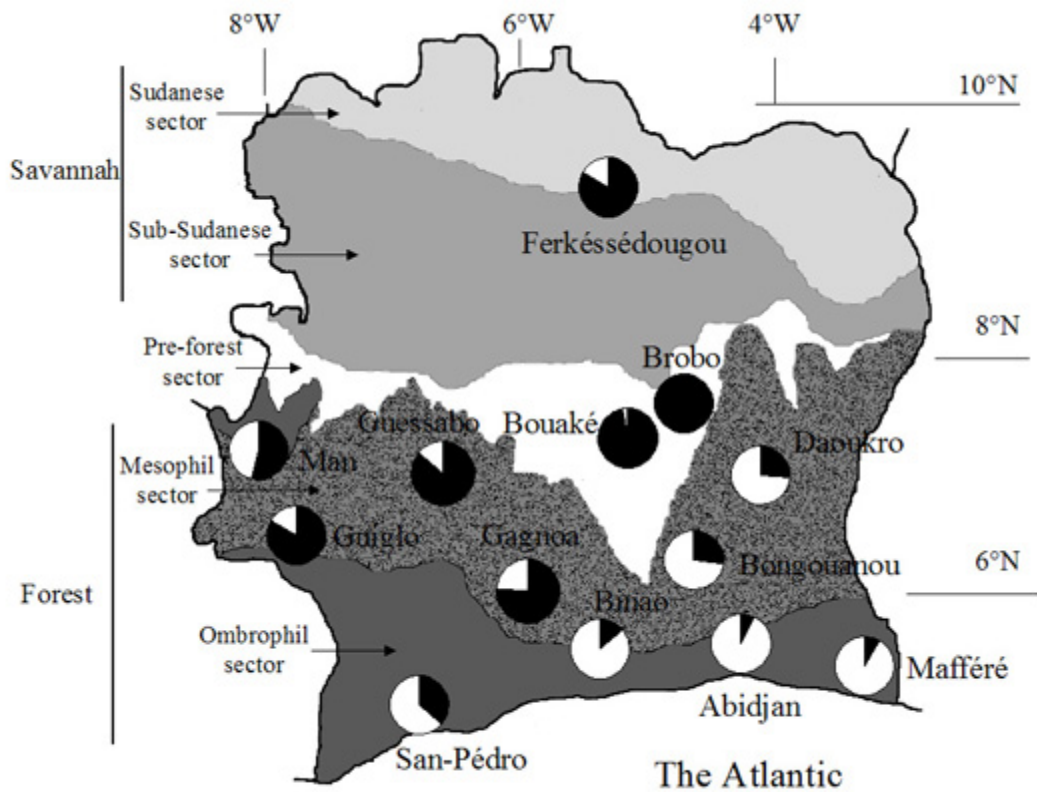 8°W
6°W
4°W
10°N
Sudanese
sector
Savannah
Sub-Sudanese
sector
Ferkéssédougou
8°N
Pre-forest
sector
Brobo
Guessabo
Bouaké
Daoukro
Man
Mesophil
sector
Guiglo
Gagnoa
Bongouanou
6°N
Forest
Binao
Ombrophil
sector
Mafféré
Abidjan
San-Pédro
The Atlantic